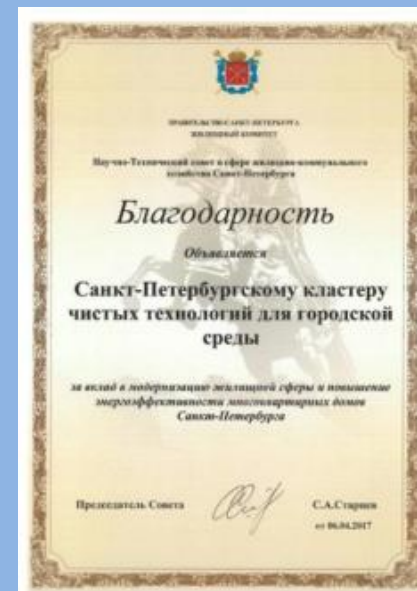 ПРАВИТЕЛЬСТВО САНКТ-ПЕТЕРБУРГА
ЖИЛИЩНЫЙ КОМИТЕТ
Научно-Технический совет в сфере жилищно-коммунального
хозяйства Санкт-Петербурга
Благодарность
Объявляется
Санкт-Петербургскому кластеру
чистых технологий для городской
среды
за вклад в модернизацию жилищной сферы и повышение
энергоэффективности многоквартирных домов
Санкт-Петербурга
Председатель Совета
С.А.
от 06.04.2017